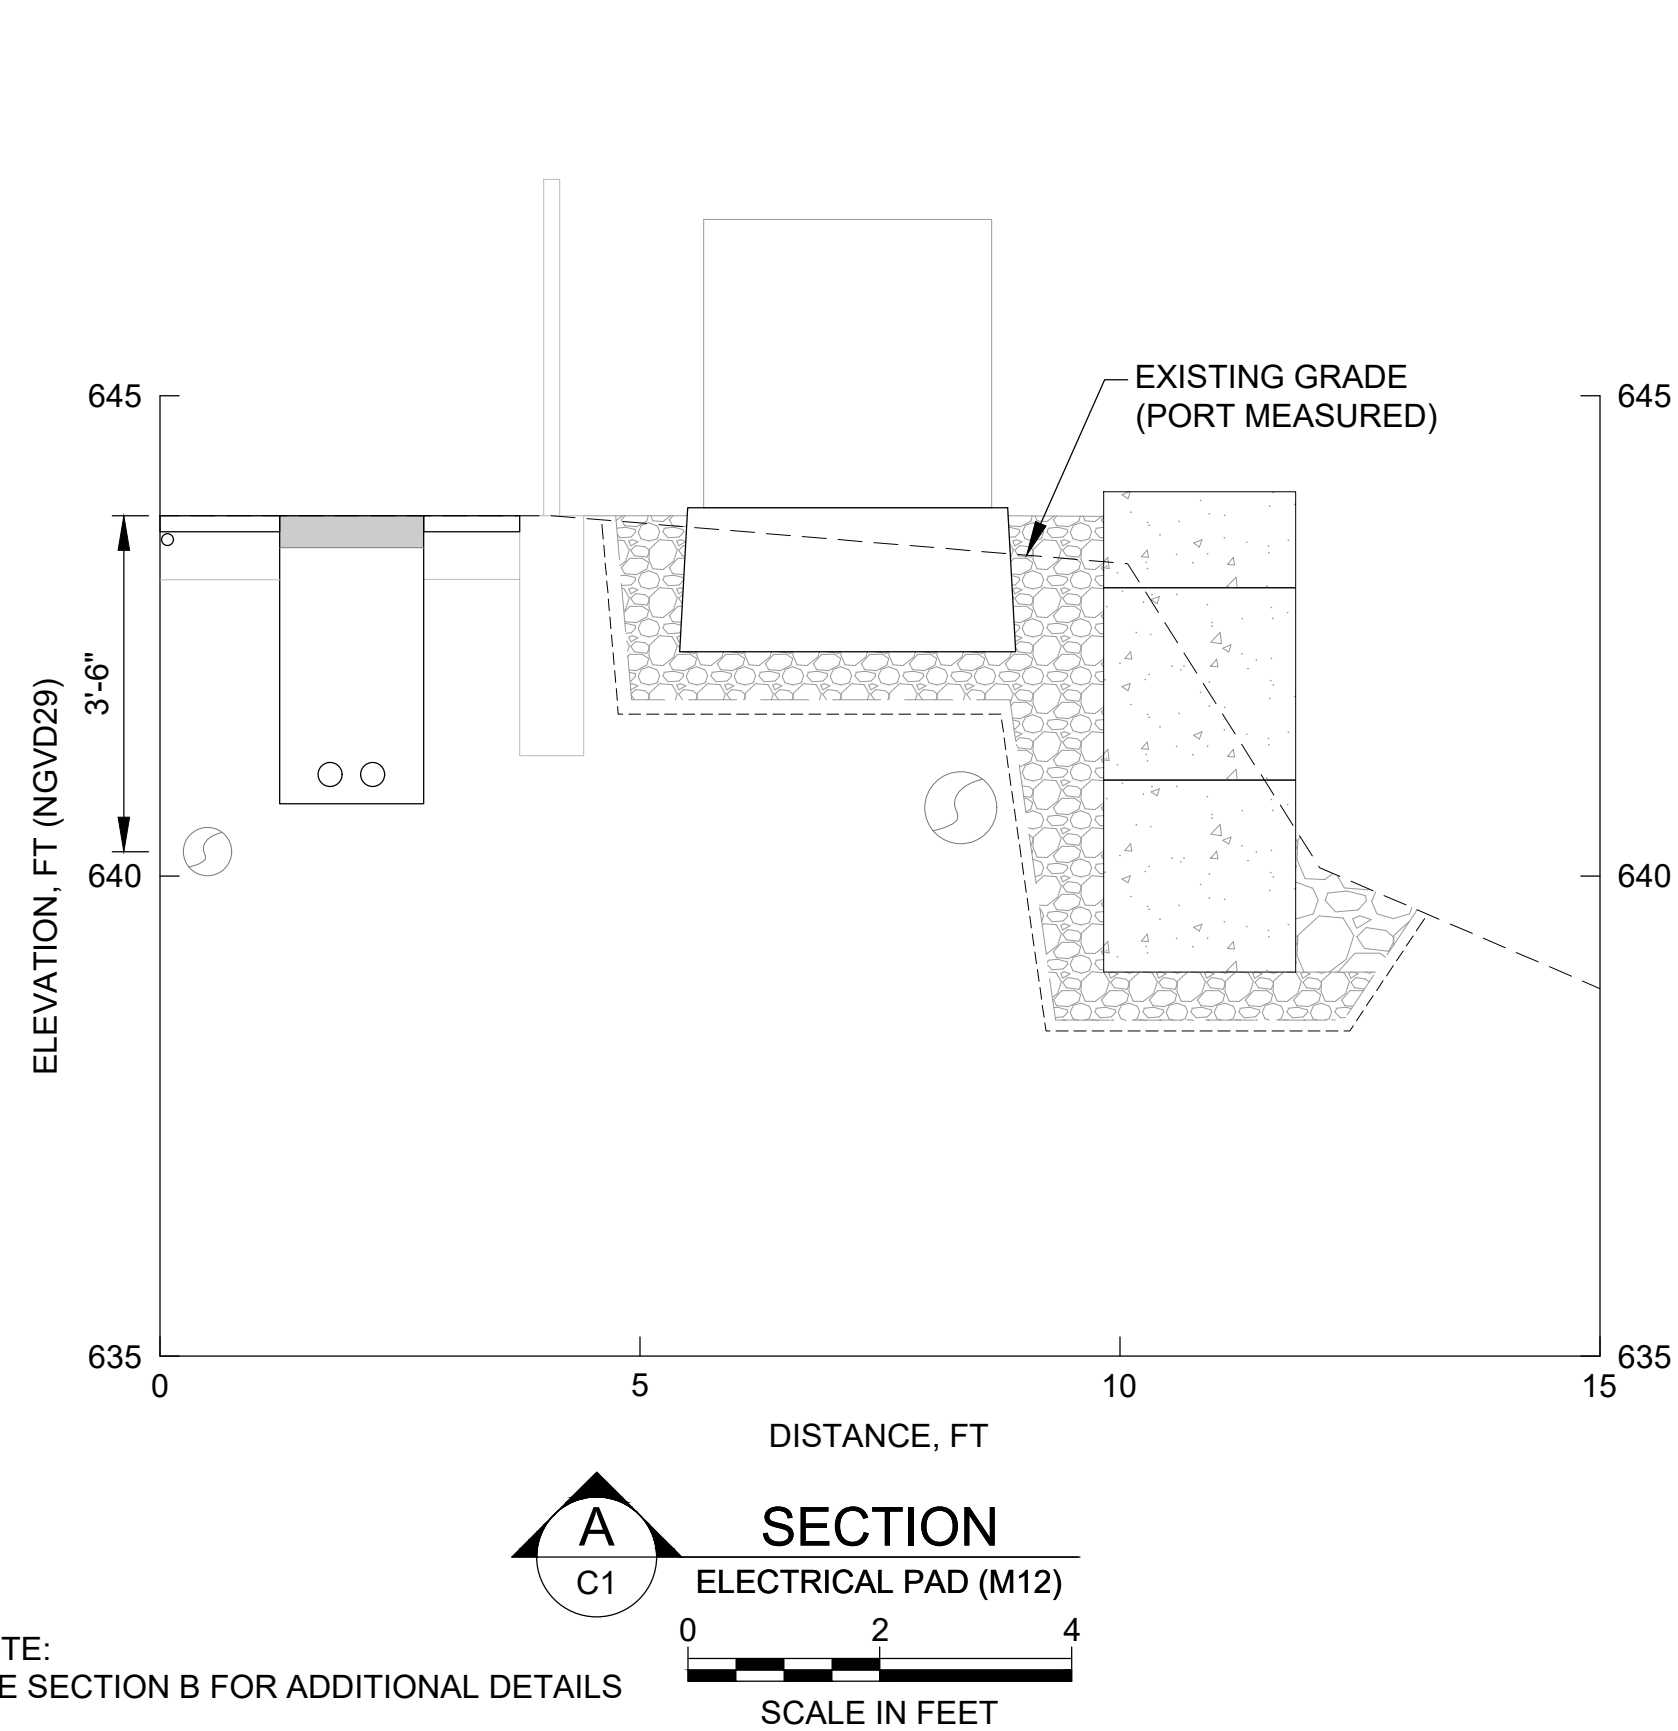 EXISTING GRADE
(PORT MEASURED)
645
645
3'-6"
ELEVATION, FT (NGVD29)
640
640
635
635
0
5
10
15
DISTANCE, FT
A
SECTION
C1
ELECTRICAL PAD (M12)
0
2
4
SCALE IN FEET
TE:
E SECTION B FOR ADDITIONAL DETAILS